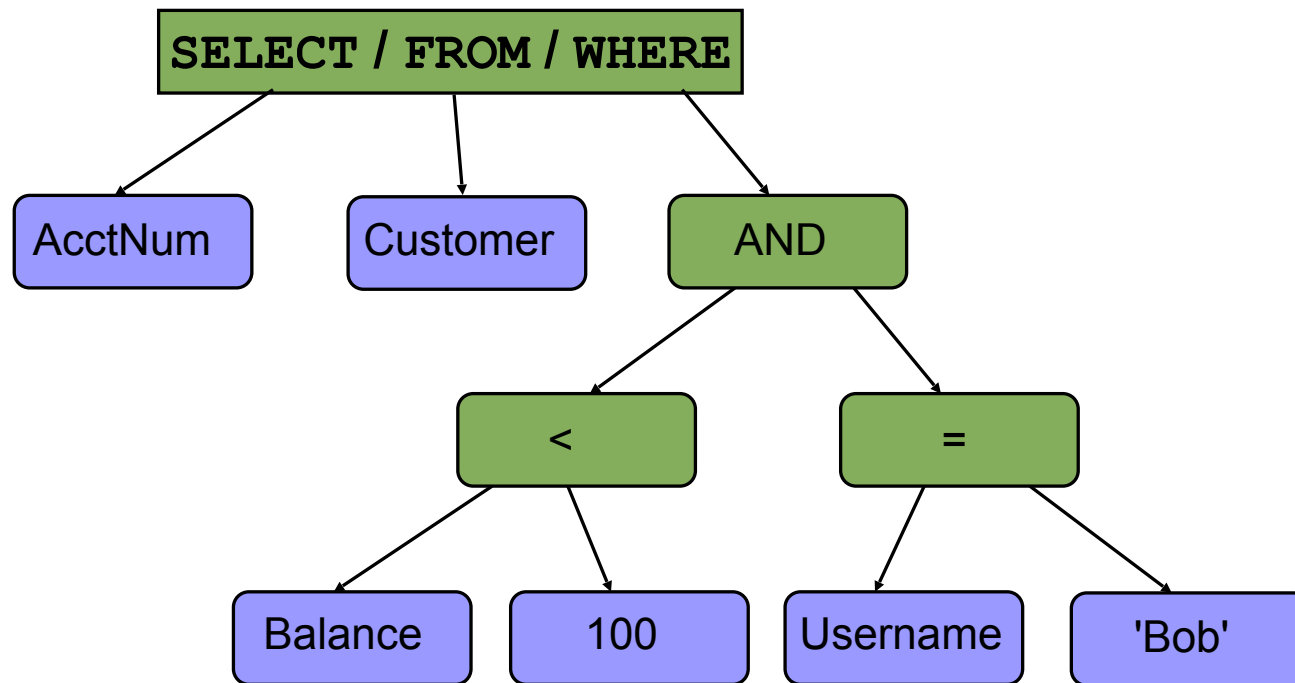 SELECT / FROM / WHERE
AcctNum
Customer
AND
<
=
Balance
100
Username
'Bob'